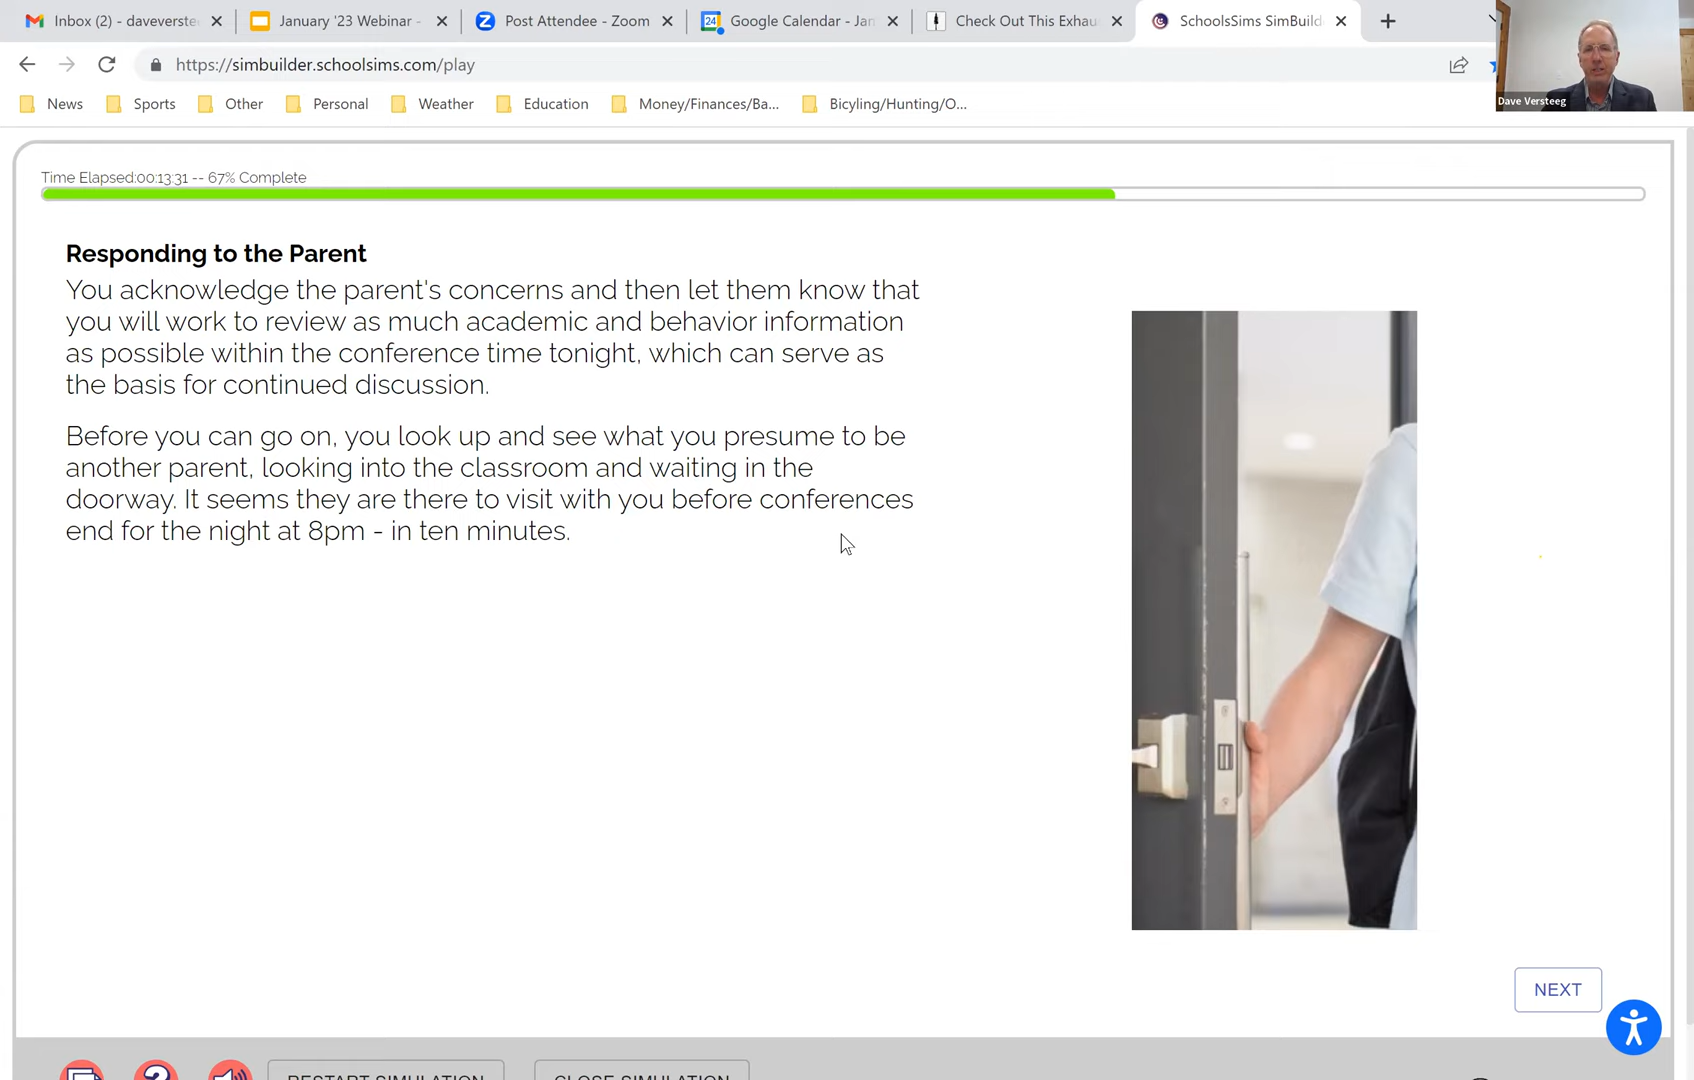 Inbox (2) - daveverstee
January '23 Webinar -
Post Attendee - Zoom
24
Google Calendar - Jan
Check Out This Exhau
SchoolsSims SimBuild
https://simbuilder.schoolsims.com/play
Dave Versteeg
News
Sports
Other
Personal
Weather
Education
Money/Finances/Ba...
Bicyling/Hunting/O...
Time Elapsed:00:13:31 -- 67% Complete
Responding to the Parent
You acknowledge the parent's concerns and then let them know that
you will work to review as much academic and behavior information
as possible within the conference time tonight, which can serve as
the basis for continued discussion.
Before you can go on, you look up and see what you presume to be
another parent, looking into the classroom and waiting in the
doorway. It seems they are there to visit with you before conferences
end for the night at 8pm - in ten minutes.
NEXT
RESTART SIMULATION
CLOSE SIMULATION